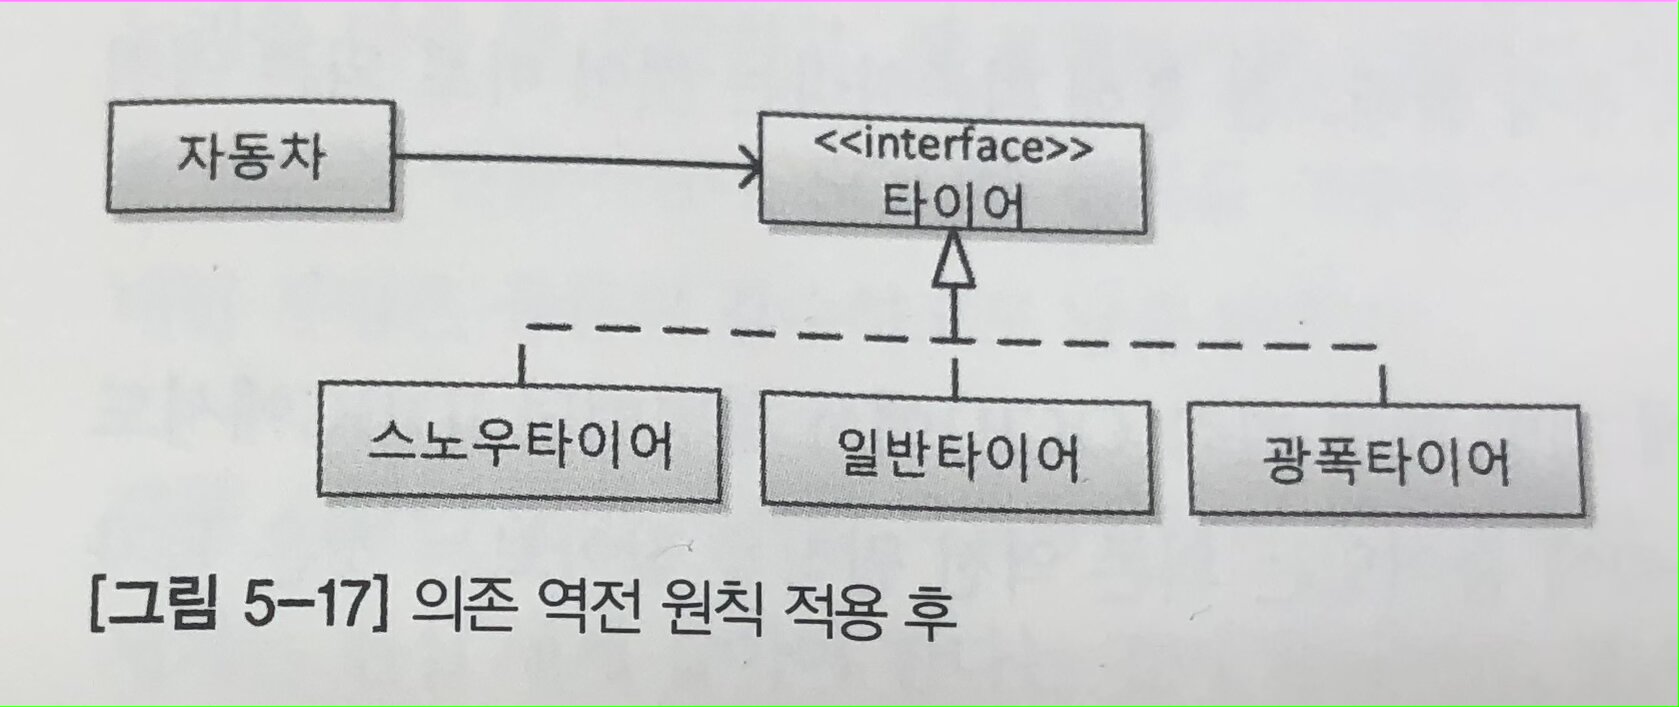 자동차
<<interface>>
타이어
스노우타이어
일반타이어
광폭타이어
[그림 5-17] 의존 역전 원칙 적용 후